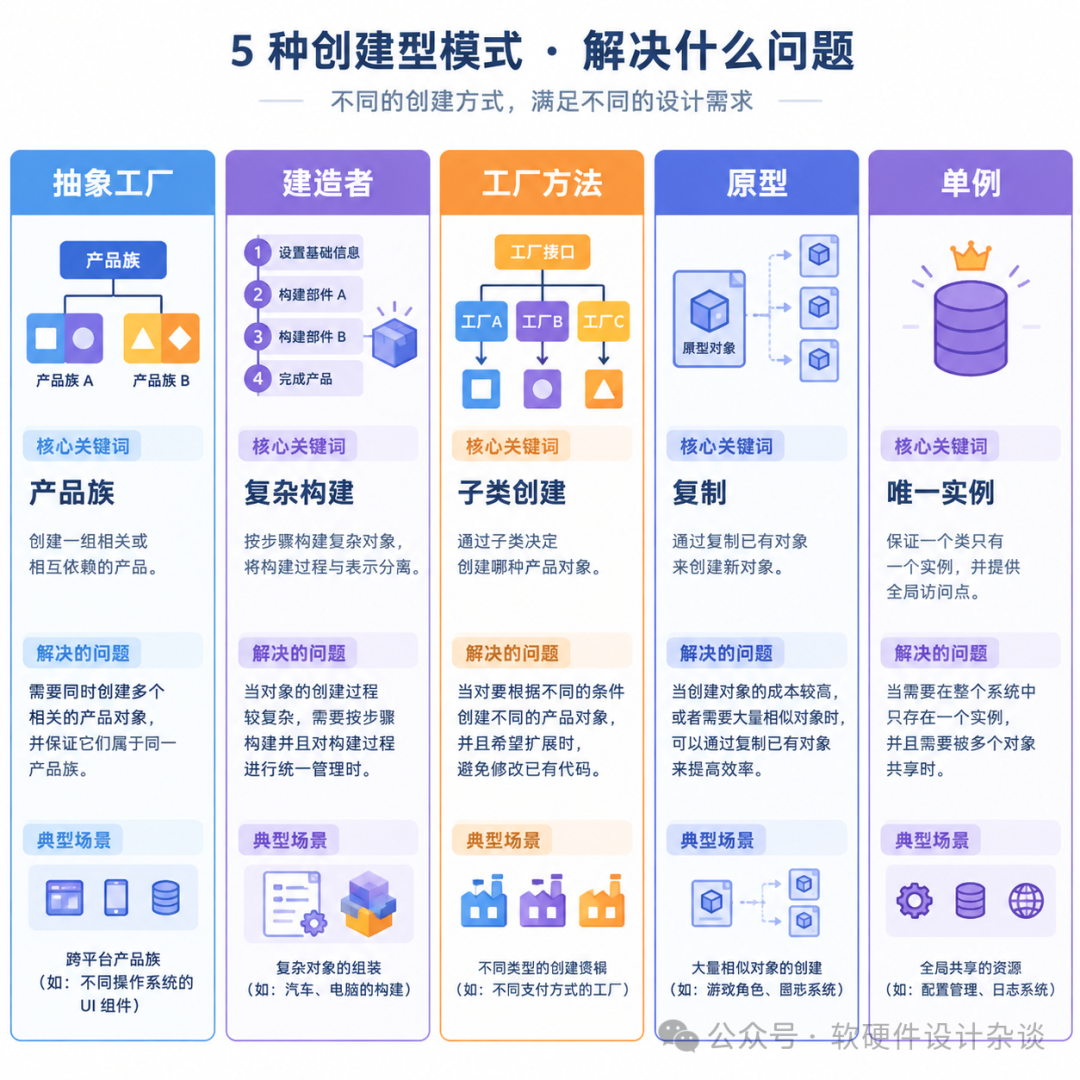 5 种创建型模式 · 解决什么问题
不同的创建方式，满足不同的设计需求
抽象工厂
产品族
产品族 A
产品族 B
核心关键词
产品族
创建一组相关或
相互依赖的产品。
解决的问题
需要同时创建多个
相关的产品对象，
并保证它们属于同一
产品族。
典型场景
跨平台产品族
（如：不同操作系统的
UI 组件）
建造者
1 设置基础信息
2 构建部件 A
3 构建部件 B
4 完成产品
核心关键词
复杂构建
按步骤构建复杂对象，
将构建过程与表示分离。
解决的问题
当对象的创建过程
较复杂，需要按步骤
构建并且对构建过程
进行统一管理时。
典型场景
复杂对象的组装
（如：汽车、电脑的构建）
工厂方法
工厂接口
工厂A
工厂B
工厂C
核心关键词
子类创建
通过子类决定
创建哪种产品对象。
解决的问题
当对要根据不同的条件
创建不同的产品对象，
并且希望扩展时，
避免修改已有代码。
典型场景
不同类型的创建
（如：不同支付方式的工厂）
原型
原型对象
核心关键词
复制
通过复制已有对象
来创建新对象。
解决的问题
当创建对象的成本较高，
或者需要大量相似对象时，
可以通过复制已有对象
来提高效率。
典型场景
大量相似对象的创建
（如：游戏角色、系统）
单例
核心关键词
唯一实例
保证一个类只有
一个实例，并提供
全局访问点。
解决的问题
当需要在整个系统中
只存在一个实例，
并且需要被多个对象
共享时。
典型场景
全局共享的资源
（如：配置管理、日志系统）
公众号 · 软硬件设计杂谈